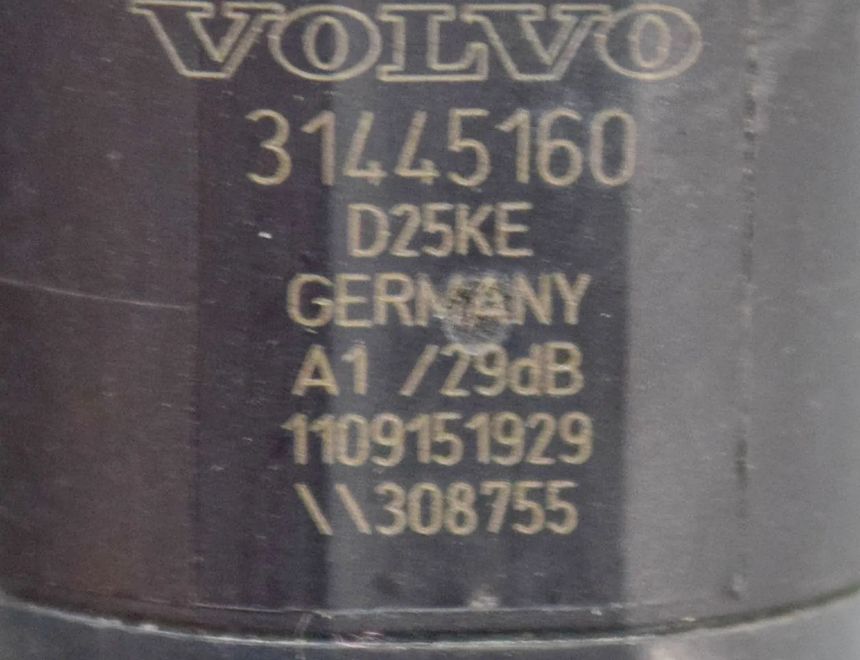 VOLVO
31445160
D25KE
GERMANY
A1 /29dB
1109151929
\\308755